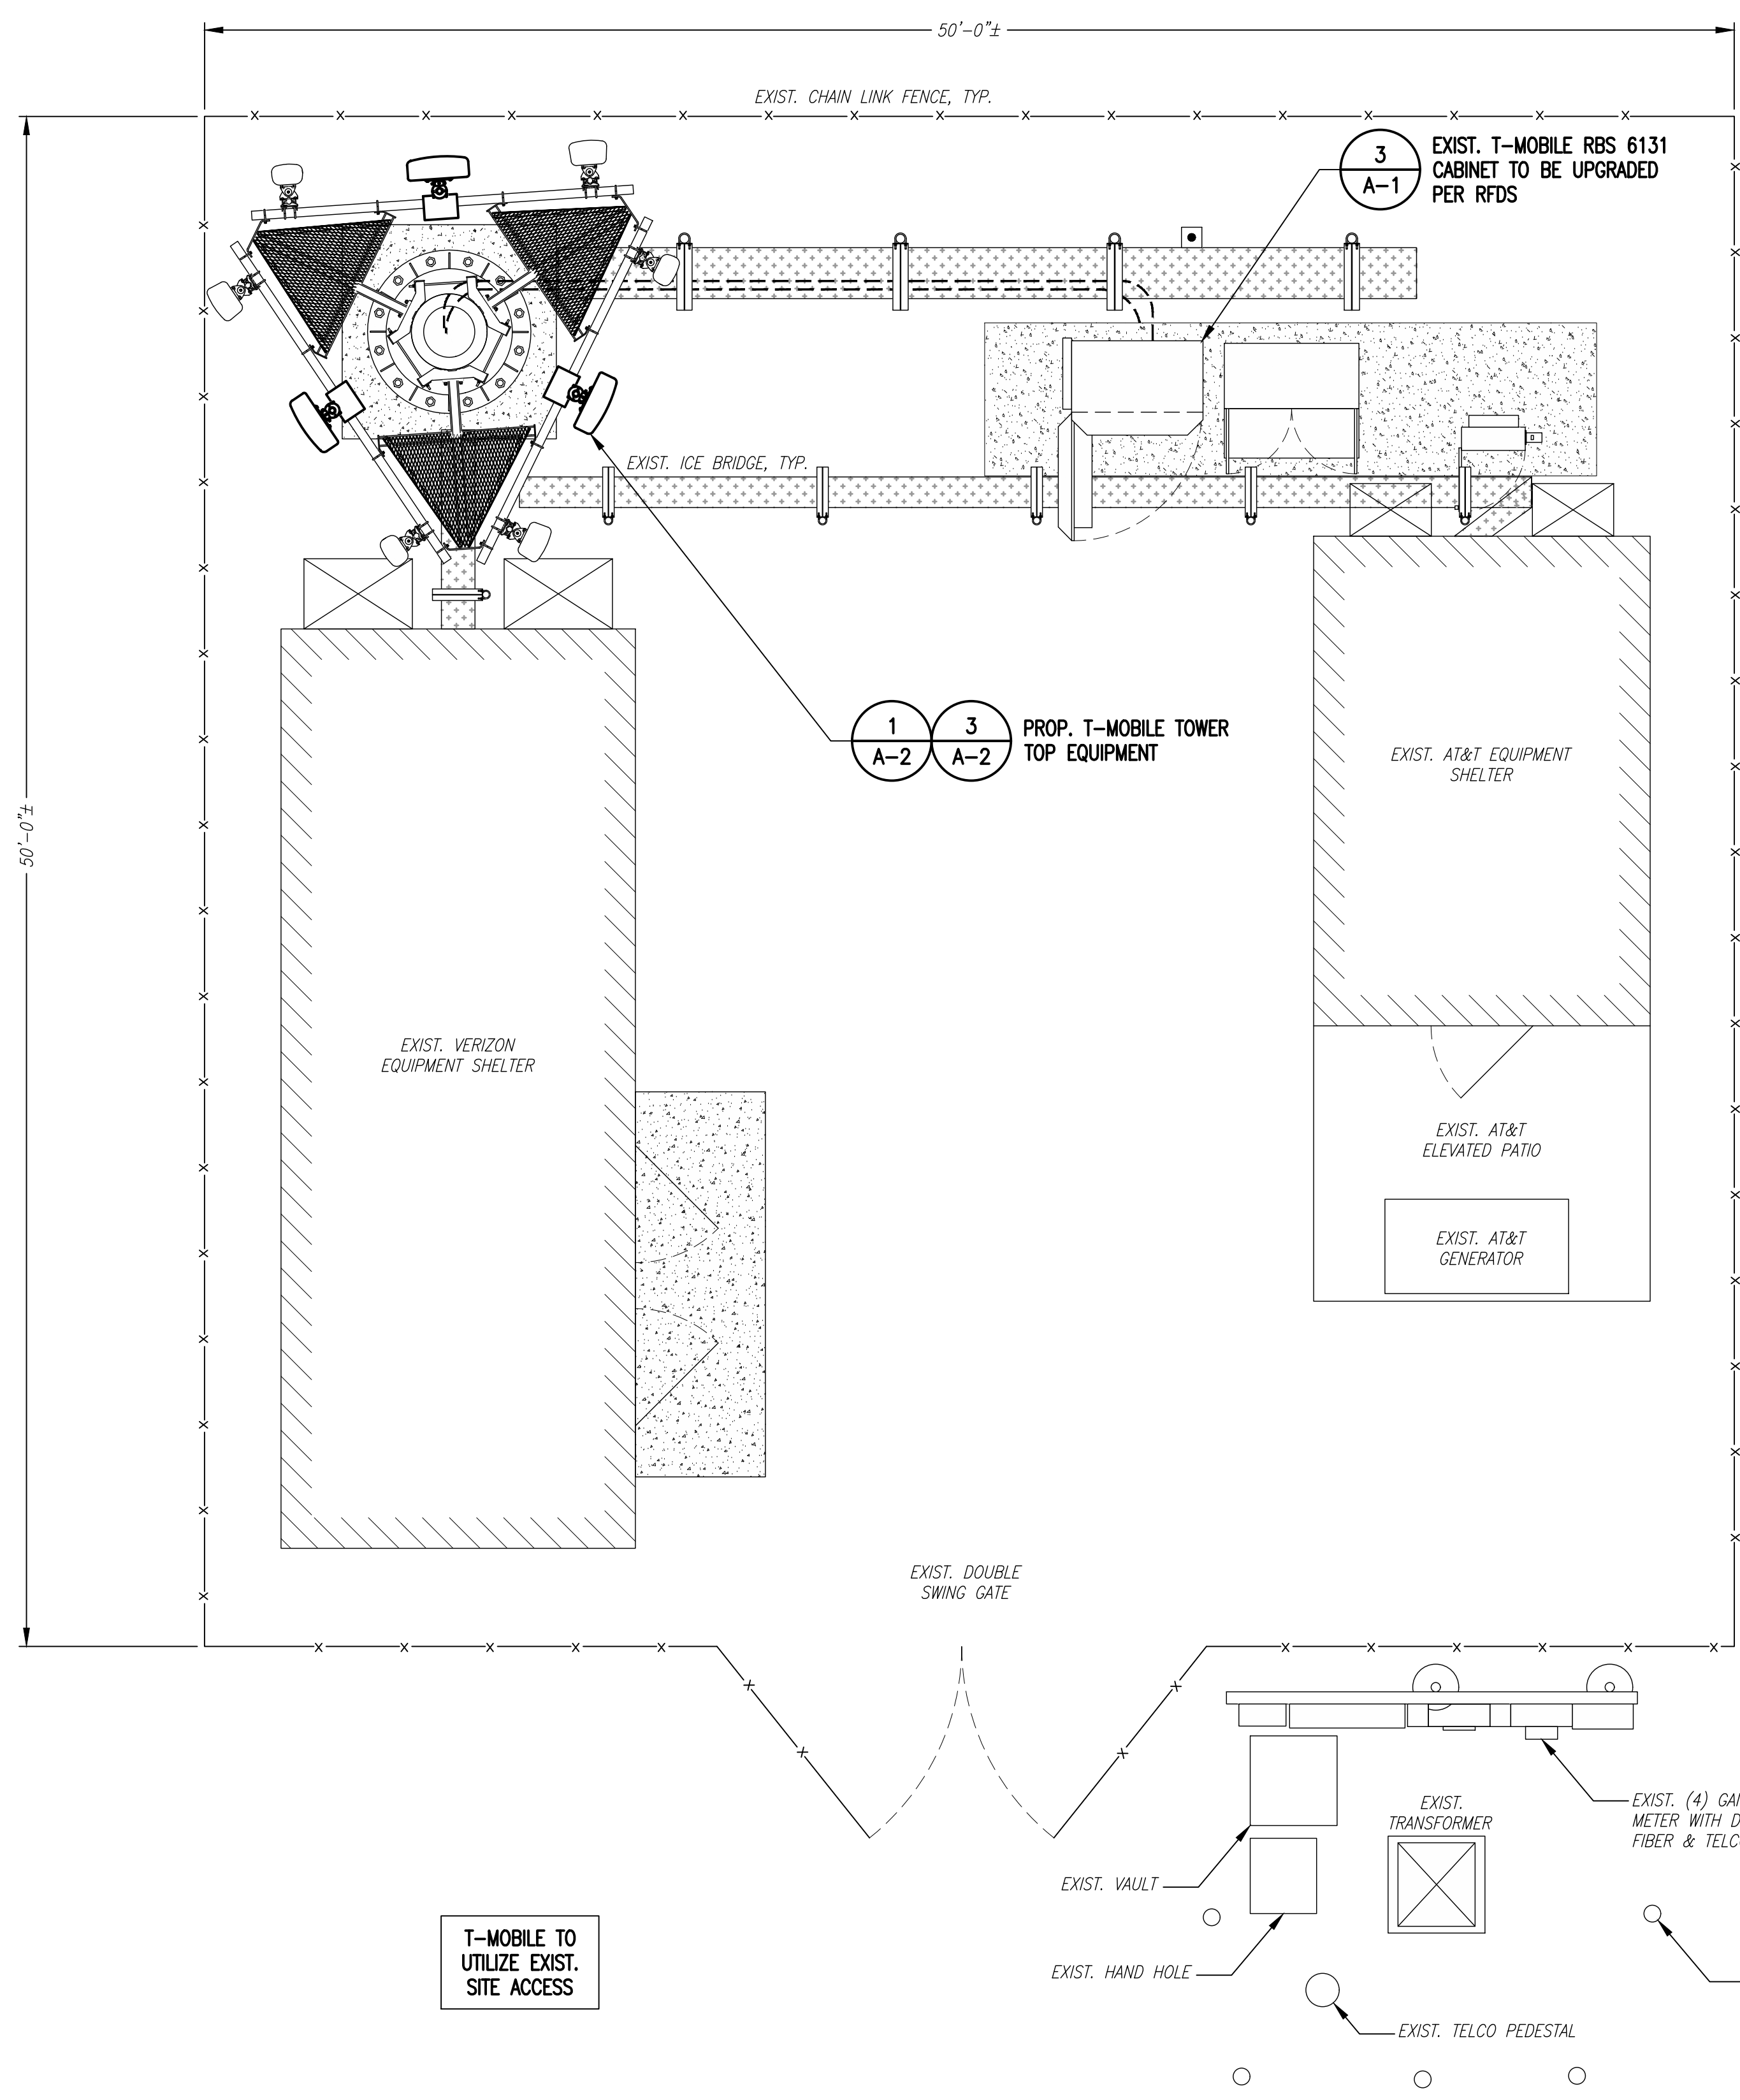 50'-0"±
EXIST. CHAIN LINK FENCE, TYP.
3
A-1
EXIST. T-MOBILE RBS 6131
CABINET TO BE UPGRADED
PER RFDS
EXIST. ICE BRIDGE, TYP.
50'-0"±
1
A-2
3
A-2
PROP. T-MOBILE TOWER
TOP EQUIPMENT
EXIST. AT&T EQUIPMENT
SHELTER
EXIST. VERIZON
EQUIPMENT SHELTER
EXIST. AT&T
ELEVATED PATIO
EXIST. AT&T
GENERATOR
EXIST. DOUBLE
SWING GATE
EXIST.
TRANSFORMER
EXIST. (4) GA
METER WITH D
FIBER & TELC
EXIST. VAULT
T-MOBILE TO
UTILIZE EXIST.
SITE ACCESS
EXIST. HAND HOLE
EXIST. TELCO PEDESTAL